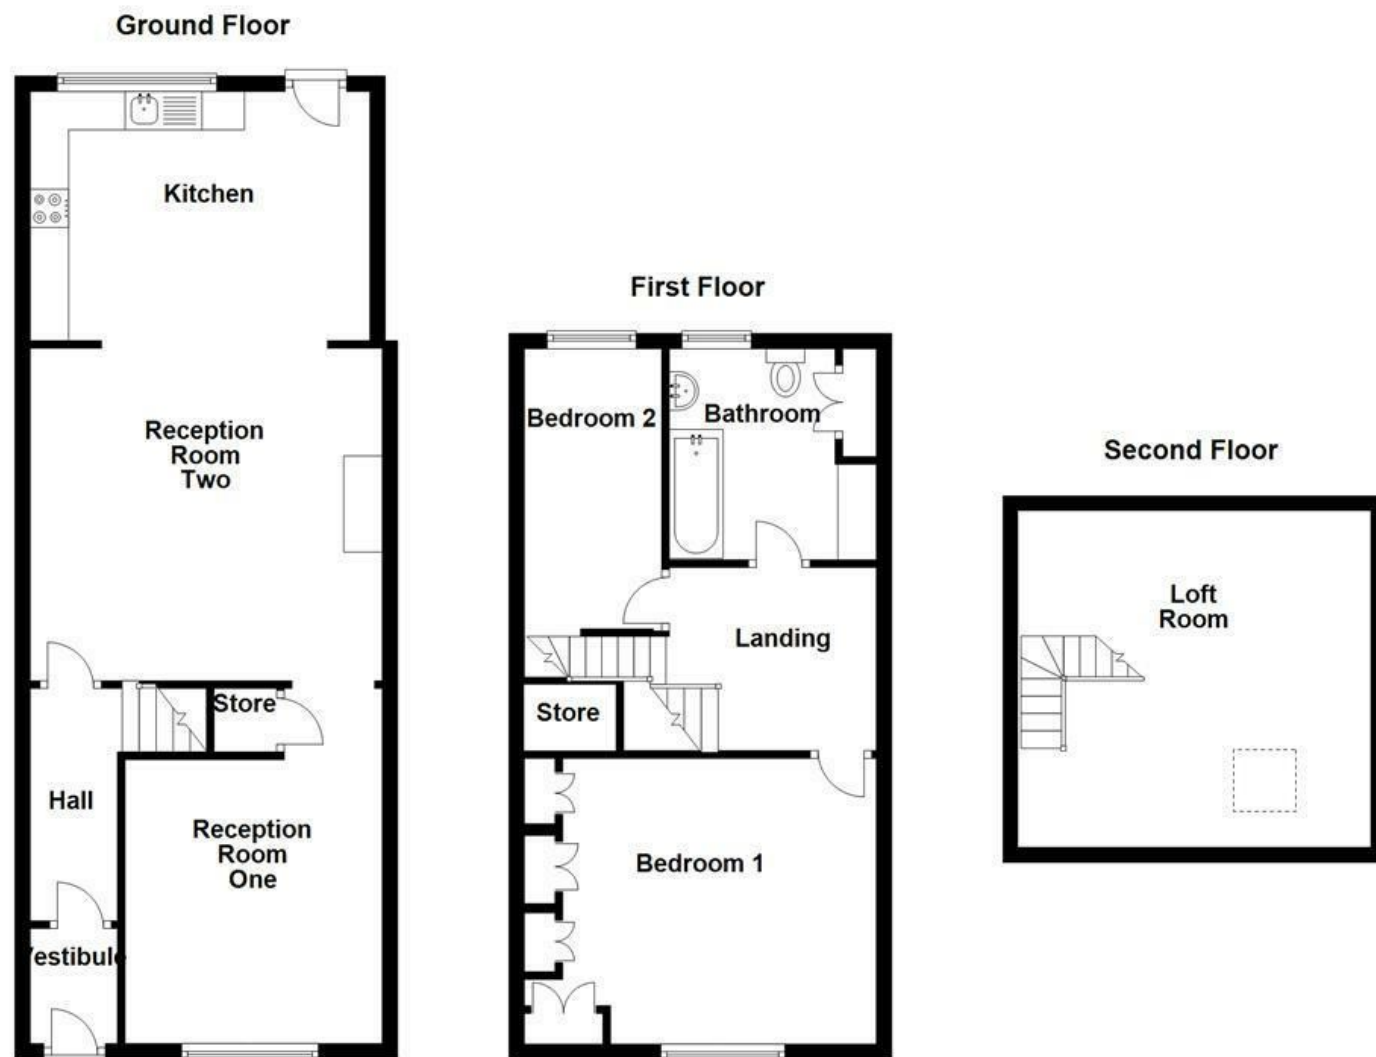 Ground Floor
Kitchen
Reception
Room
Two
Store
Hall
Reception
Room
One
Vestibule
First Floor
Bedroom 2
Bathroom
Landing
Store
Bedroom 1
Second Floor
Loft
Room